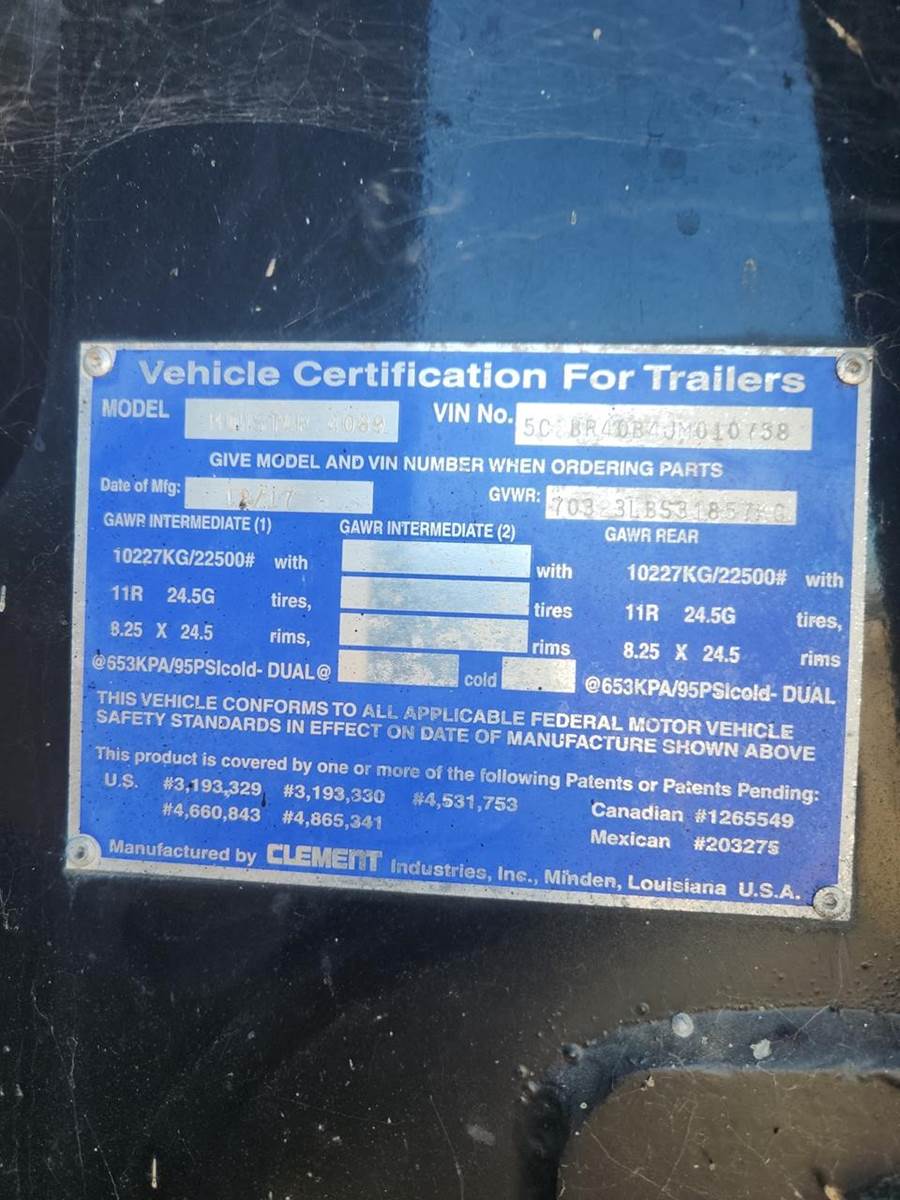 Vehicle Certification For Trailers
MODEL VIN No.
GIVE MODEL AND VIN NUMBER WHEN ORDERING PARTS
Date of Mfg: GVWR:
GAWR INTERMEDIATE (1) GAWR INTERMEDIATE (2) GAWR REAR
10227KG/22500# with with 10227KG/22500# with
11R 24.5G tires, tires 11R 24.5G tires,
8.25 X 24.5 rims, rims 8.25 X 24.5 rims
@653KPA/95PSIcold- DUAL@ cold @653KPA/95PSIcold- DUAL
THIS VEHICLE CONFORMS TO ALL APPLICABLE FEDERAL MOTOR VEHICLE
SAFETY STANDARDS IN EFFECT ON DATE OF MANUFACTURE SHOWN ABOVE
This product is covered by one or more of the following Patents or Patents Pending:
U.S. #3,193,329 #3,193,330 #4,531,753 Canadian #1265549
#4,660,843 #4,865,341 Mexican #203275
Manufactured by CLEMENT Industries, Inc., Minden, Louisiana U.S.A.